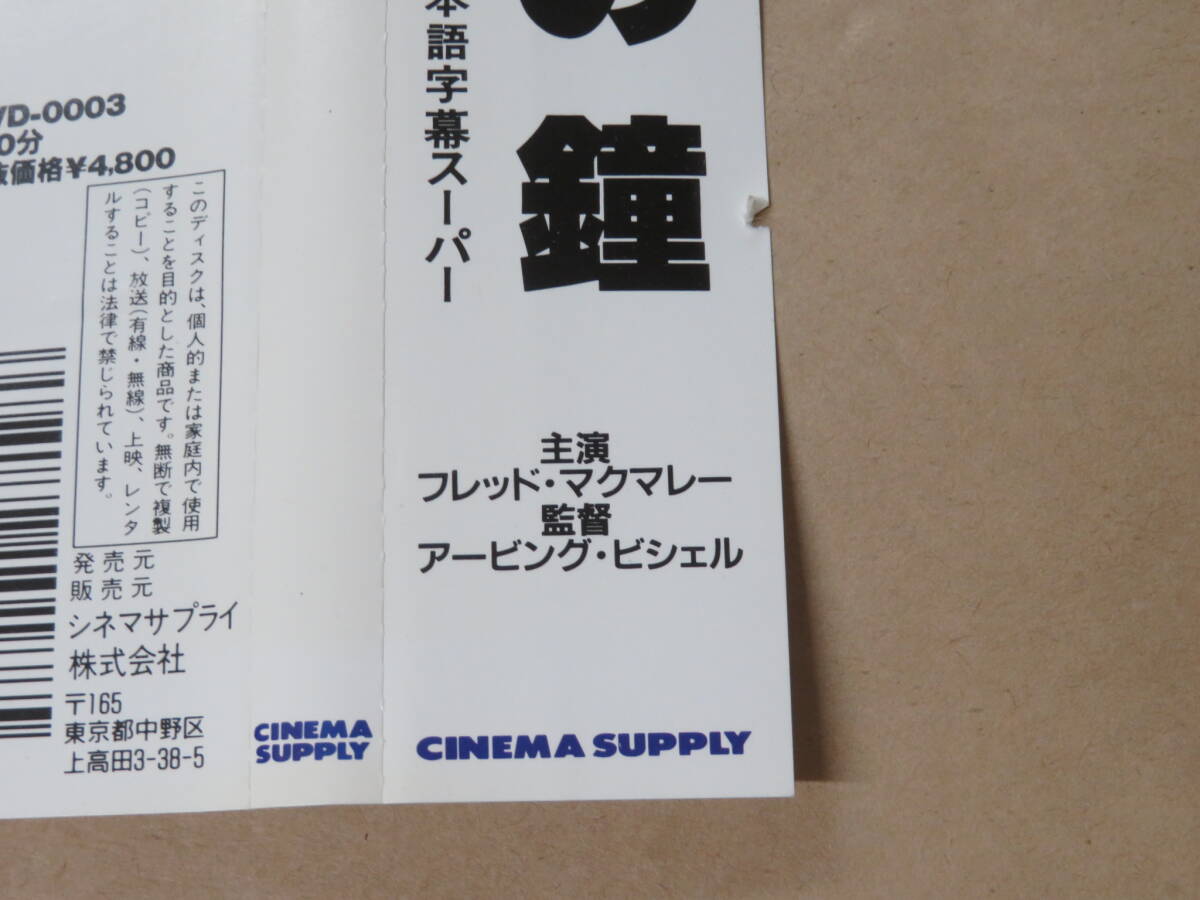 の鐘
本語字幕スーパー
主演
フレッド・マクマレー
監督
アービング・ビシェル
CINEMA SUPPLY
CINEMA
SUPPLY
VD-0003
0分
価格¥4,800
このディスクは、個人的または家庭内で使用
することを目的とした商品です。無断で複製
(コピー)、放送(有線・無線)、上映、レンタ
ルすることは法律で禁じられています。
発売元
販売元
シネマサプライ
株式会社
〒165
東京都中野区
上高田3-38-5